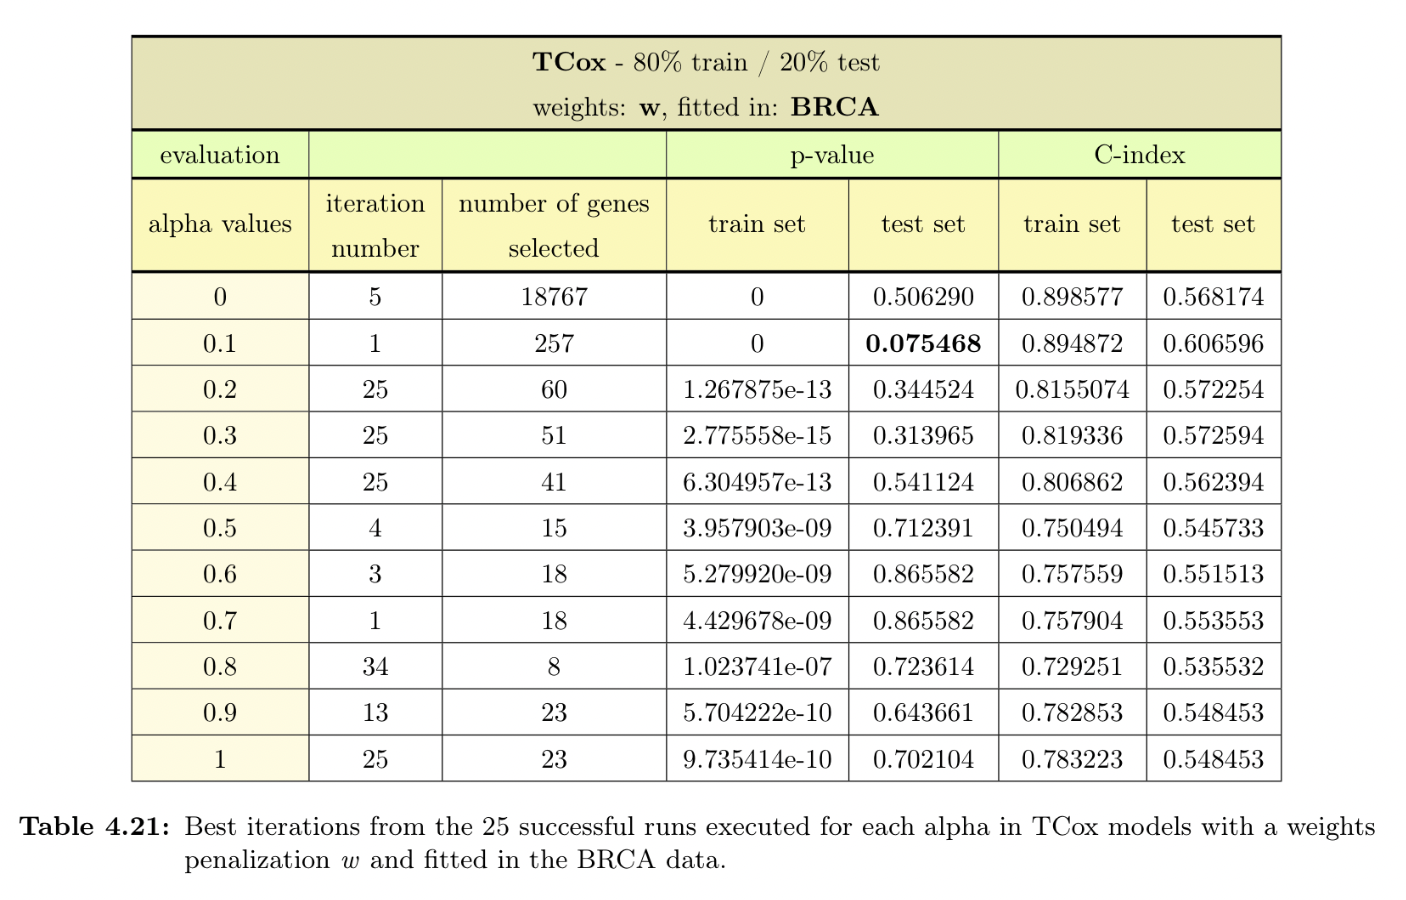 TCox - 80% train / 20% test
weights: w, fitted in: BRCA
evaluation p-value C-index
alpha values iteration number number of genes selected train set test set train set test set
0 5 18767 0 0.506290 0.898577 0.568174
0.1 1 257 0 0.075468 0.894872 0.606596
0.2 25 60 1.267875e-13 0.344524 0.8155074 0.572254
0.3 25 51 2.775558e-15 0.313965 0.819336 0.572594
0.4 25 41 6.304957e-13 0.541124 0.806862 0.562394
0.5 4 15 3.957903e-09 0.712391 0.750494 0.545733
0.6 3 18 5.279920e-09 0.865582 0.757559 0.551513
0.7 1 18 4.429678e-09 0.865582 0.757904 0.553553
0.8 34 8 1.023741e-07 0.723614 0.729251 0.535532
0.9 13 23 5.704222e-10 0.643661 0.782853 0.548453
1 25 23 9.735414e-10 0.702104 0.783223 0.548453
Table 4.21: Best iterations from the 25 successful runs executed for each alpha in TCox models with a weights
penalization w and fitted in the BRCA data.